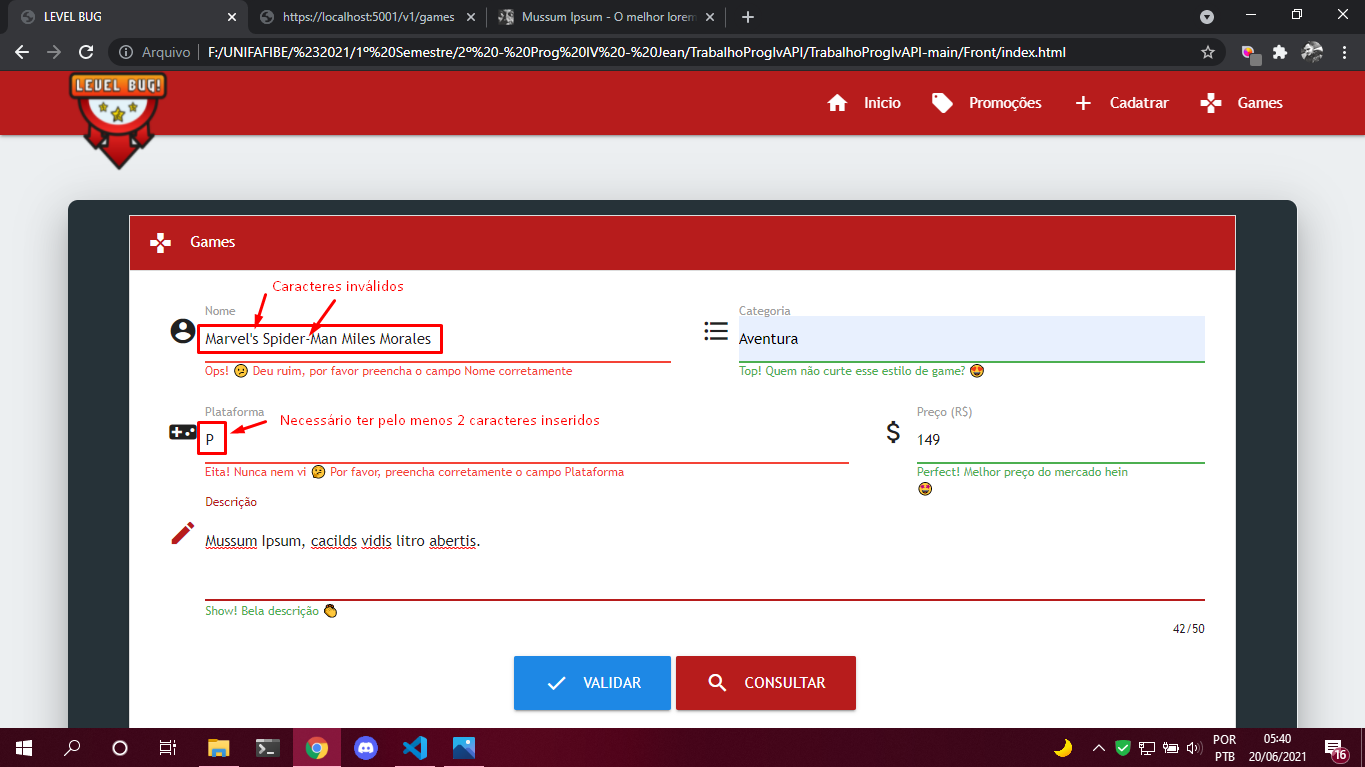 LEVEL BUG
https://localhost:5001/v1/games
Mussum Ipsum - O melhor lorem
Arquivo F:/UNIFAFIBE/%232021/1º%20Semestre/2º%20-%20Prog%20IV%20-%20Jean/TrabalhoProgIvAPI/TrabalhoProgIvAPI-main/Front/index.html
LEVEL BUG!
Inicio Promoções Cadatrar Games
Games
Caracteres inválidos
Nome Categoria
Marvel's Spider-Man Miles Morales Aventura
Ops! 😕 Deu ruim, por favor preencha o campo Nome corretamente Top! Quem não curte esse estilo de game? 😍
Plataforma Necessário ter pelo menos 2 caracteres inseridos Preço (R$)
P 149
Eita! Nunca nem vi 🤔 Por favor, preencha corretamente o campo Plataforma Perfect! Melhor preço do mercado hein
🤩
Descrição
Mussum Ipsum, cacilds vidis litro abertis.
Show! Bela descrição 👏
42/50
VALIDAR CONSULTAR
POR 05:40
PTB 20/06/2021 16